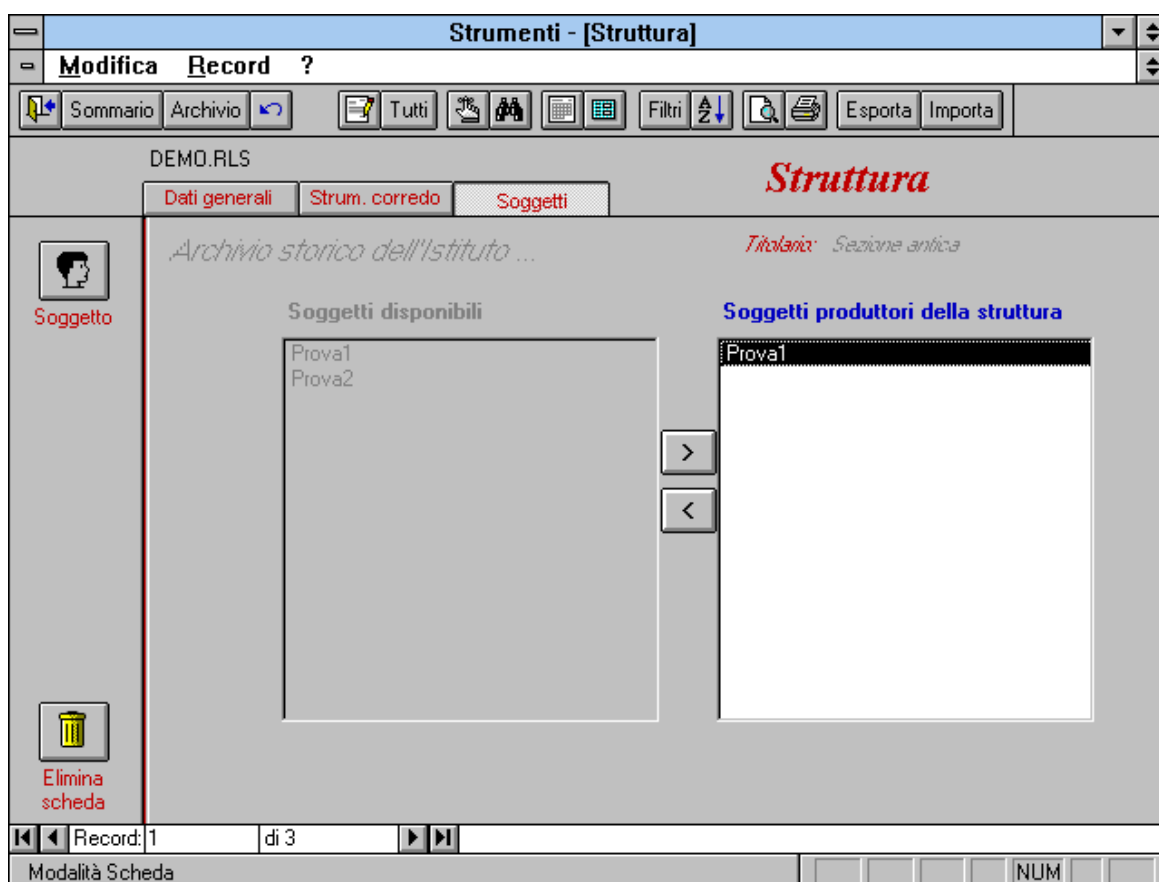 Strumenti - [Struttura]
Modifica Record ?
Sommario Archivio Tutti Filtri A Z Esporta Importa
DEMO.RLS
Struttura
Dati generali Strum. corredo Soggetti
Archivio storico dell'Istituto ... Titolario: Sezione antica
Soggetto
Soggetti disponibili Soggetti produttori della struttura
Prova1 Prova1
Prova2
>
<
Elimina
scheda
Record: 1 di 3
Modalità Scheda NUM